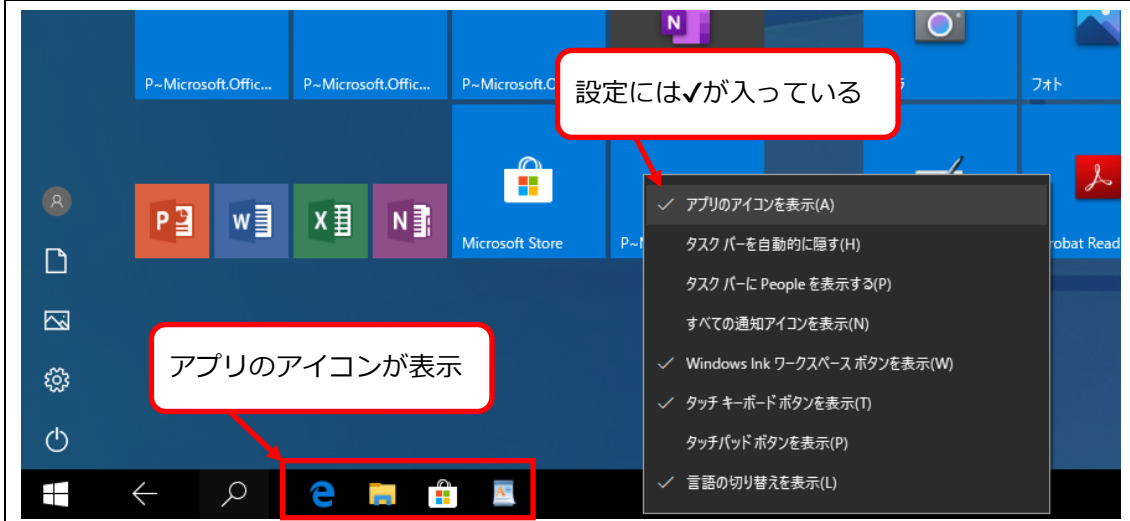 P~Microsoft.Offic...
P~Microsoft.Offic...
P~Microsoft.O
フォト
設定には✓が入っている
Microsoft Store
robat Read
アプリのアイコンを表示(A)
タスク バーを自動的に隠す(H)
タスク バーに People を表示する(P)
すべての通知アイコンを表示(N)
Windows Ink ワークスペース ボタンを表示(W)
タッチ キーボード ボタンを表示(T)
タッチパッド ボタンを表示(P)
言語の切り替えを表示(L)
アプリのアイコンが表示